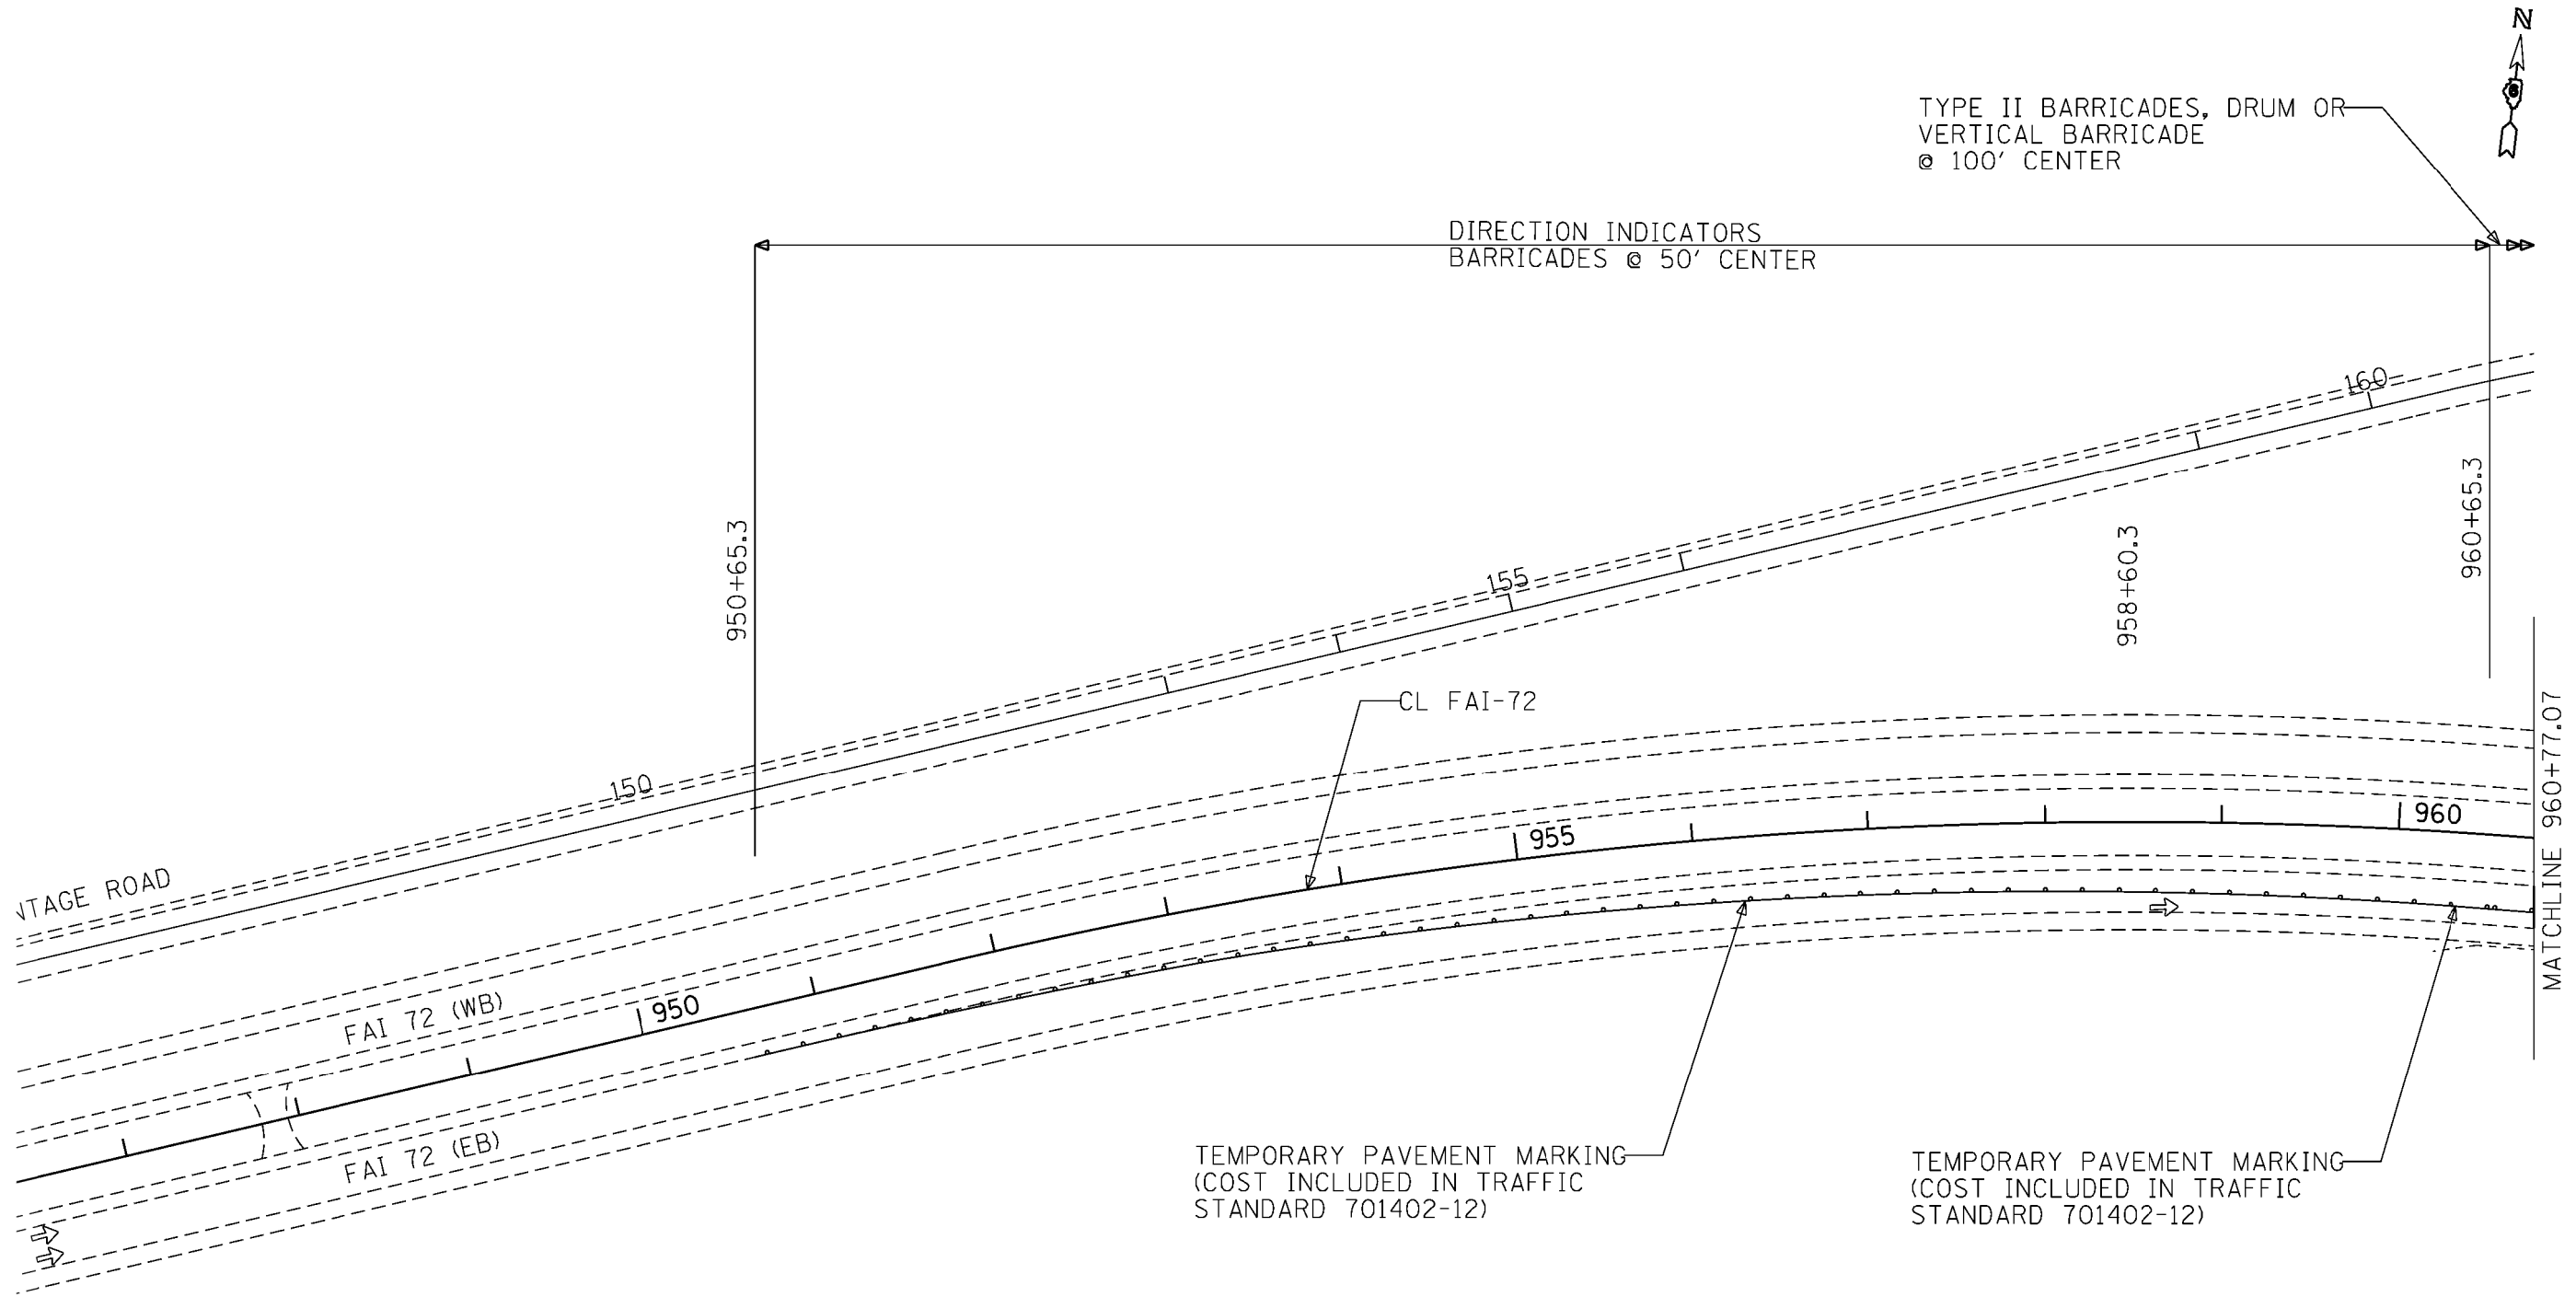 N
6
TYPE II BARRICADES, DRUM OR
VERTICAL BARRICADE
@ 100' CENTER
DIRECTION INDICATORS
BARRICADES @ 50' CENTER
160
950+65.3
958+60.3
960+65.3
155
CL FAI-72
150
MATCHLINE 960+77.07
960
955
NTAGE ROAD
950
FAI 72 (WB)
FAI 72 (EB)
TEMPORARY PAVEMENT MARKING
(COST INCLUDED IN TRAFFIC
STANDARD 701402-12)
TEMPORARY PAVEMENT MARKING
(COST INCLUDED IN TRAFFIC
STANDARD 701402-12)